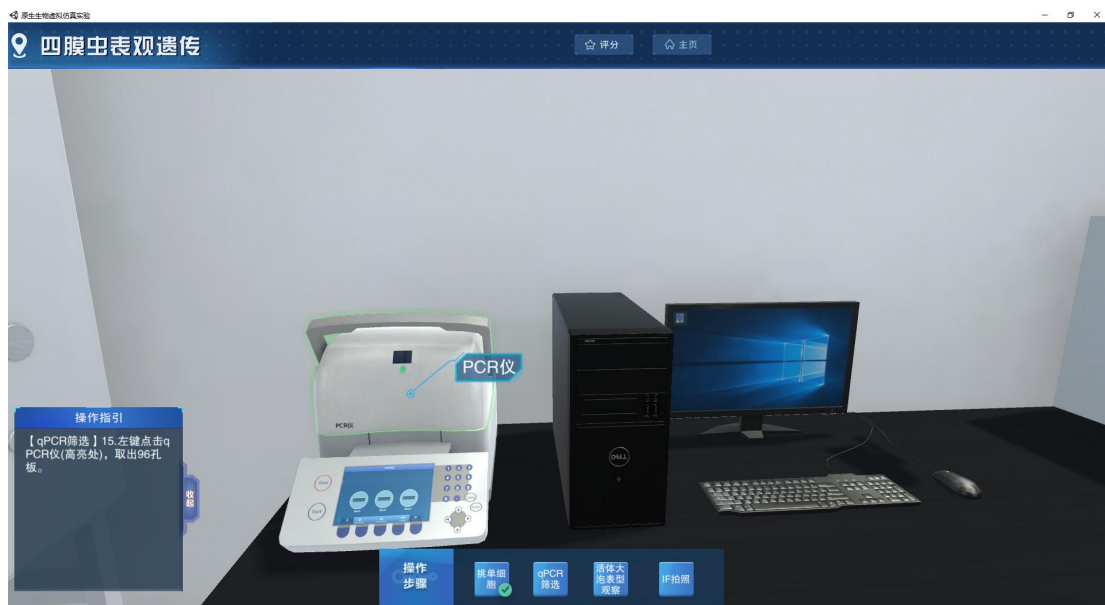 原生生物虚拟仿真实验
四膜虫表观遗传
评分
主页
PCR仪
PCR仪
操作指引
【qPCR筛选】15.左键点击q
PCR仪(高亮处)，取出96孔
板。
收起
Stop
Start
DELL
操作
步骤
挑单细
胞
qPCR
筛选
活体大
泡表型
观察
IF拍照